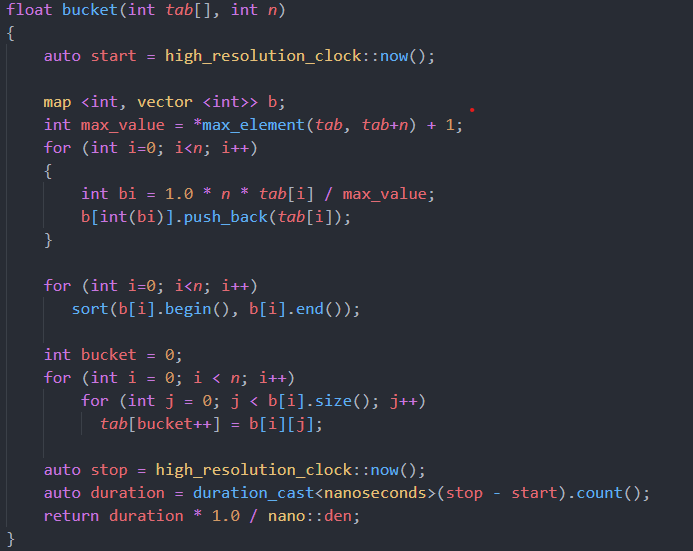 float bucket(int tab[], int n)
{
    auto start = high_resolution_clock::now();

    map <int, vector <int>> b;
    int max_value = *max_element(tab, tab+n) + 1;
    for (int i=0; i<n; i++)
    {
        int bi = 1.0 * n * tab[i] / max_value;
        b[int(bi)].push_back(tab[i]);
    }

    for (int i=0; i<n; i++)
       sort(b[i].begin(), b[i].end());

    int bucket = 0;
    for (int i = 0; i < n; i++)
        for (int j = 0; j < b[i].size(); j++)
          tab[bucket++] = b[i][j];

    auto stop = high_resolution_clock::now();
    auto duration = duration_cast<nanoseconds>(stop - start).count();
    return duration * 1.0 / nano::den;
}